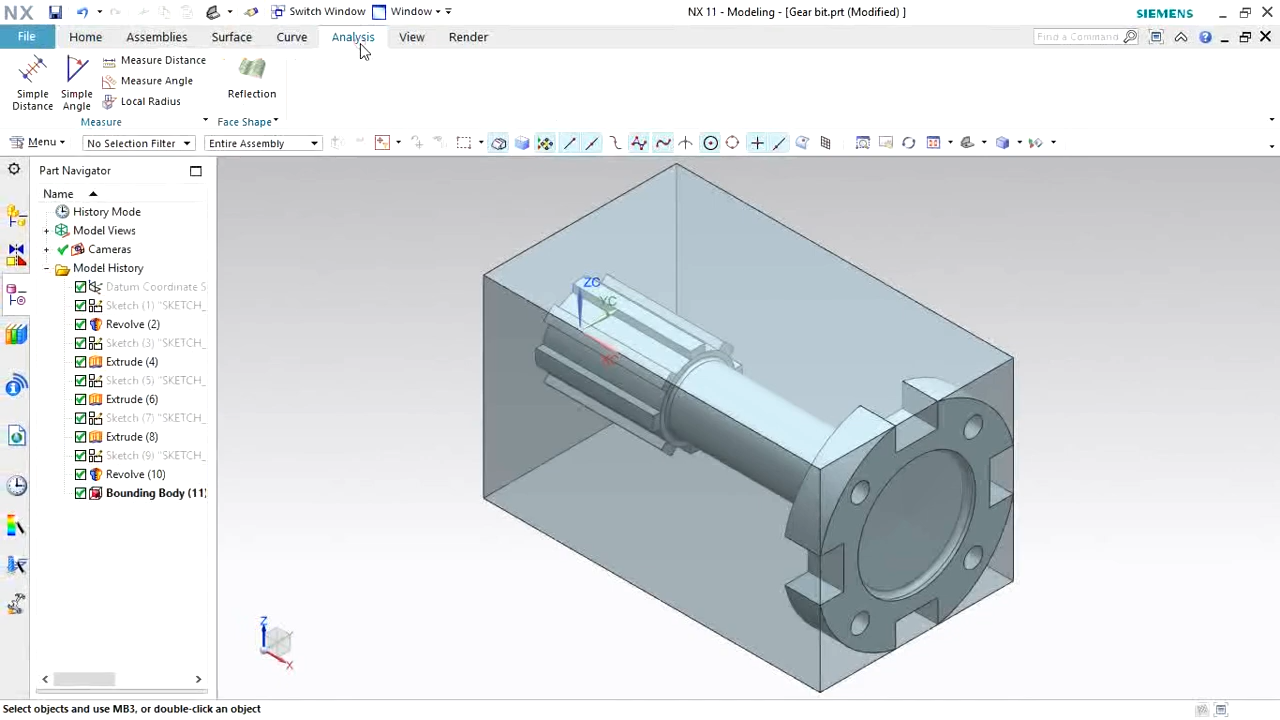 NX
Switch Window
Window
NX 11 - Modeling - [Gear bit.prt (Modified) ]
SIEMENS
File
Home
Assemblies
Surface
Curve
Analysis
View
Render
Find a Command
Simple Distance
Simple Angle
Measure Distance
Measure Angle
Local Radius
Reflection
Measure
Face Shape
Menu
No Selection Filter
Entire Assembly
Part Navigator
Name
History Mode
Model Views
Cameras
Model History
Datum Coordinate S
Sketch (1) "SKETCH_
Revolve (2)
Sketch (3) "SKETCH_
Extrude (4)
Sketch (5) "SKETCH_
Extrude (6)
Sketch (7) "SKETCH_
Extrude (8)
Sketch (9) "SKETCH_
Revolve (10)
Bounding Body (11)
ZC
YC
XC
Z
X
Select objects and use MB3, or double-click an object